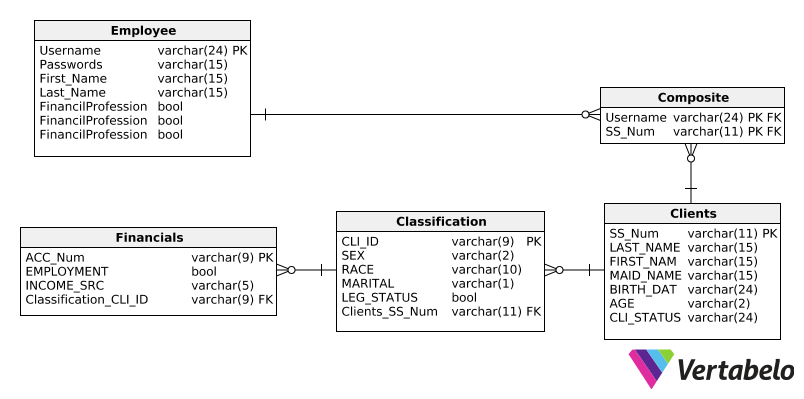 Employee
Username varchar(24) PK
Passwords varchar(15)
First_Name varchar(15)
Last_Name varchar(15)
FinancilProfession bool
FinancilProfession bool
FinancilProfession bool
Composite
Username varchar(24) PK FK
SS_Num varchar(11) PK FK
Financials
ACC_Num varchar(9) PK
EMPLOYMENT bool
INCOME_SRC varchar(5)
Classification_CLI_ID varchar(9) FK
Classification
CLI_ID varchar(9) PK
SEX varchar(2)
RACE varchar(10)
MARITAL varchar(1)
LEG_STATUS bool
Clients_SS_Num varchar(11) FK
Clients
SS_Num varchar(11) PK
LAST_NAME varchar(15)
FIRST_NAM varchar(15)
MAID_NAME varchar(15)
BIRTH_DAT varchar(24)
AGE varchar(2)
CLI_STATUS varchar(24)
Vertabelo